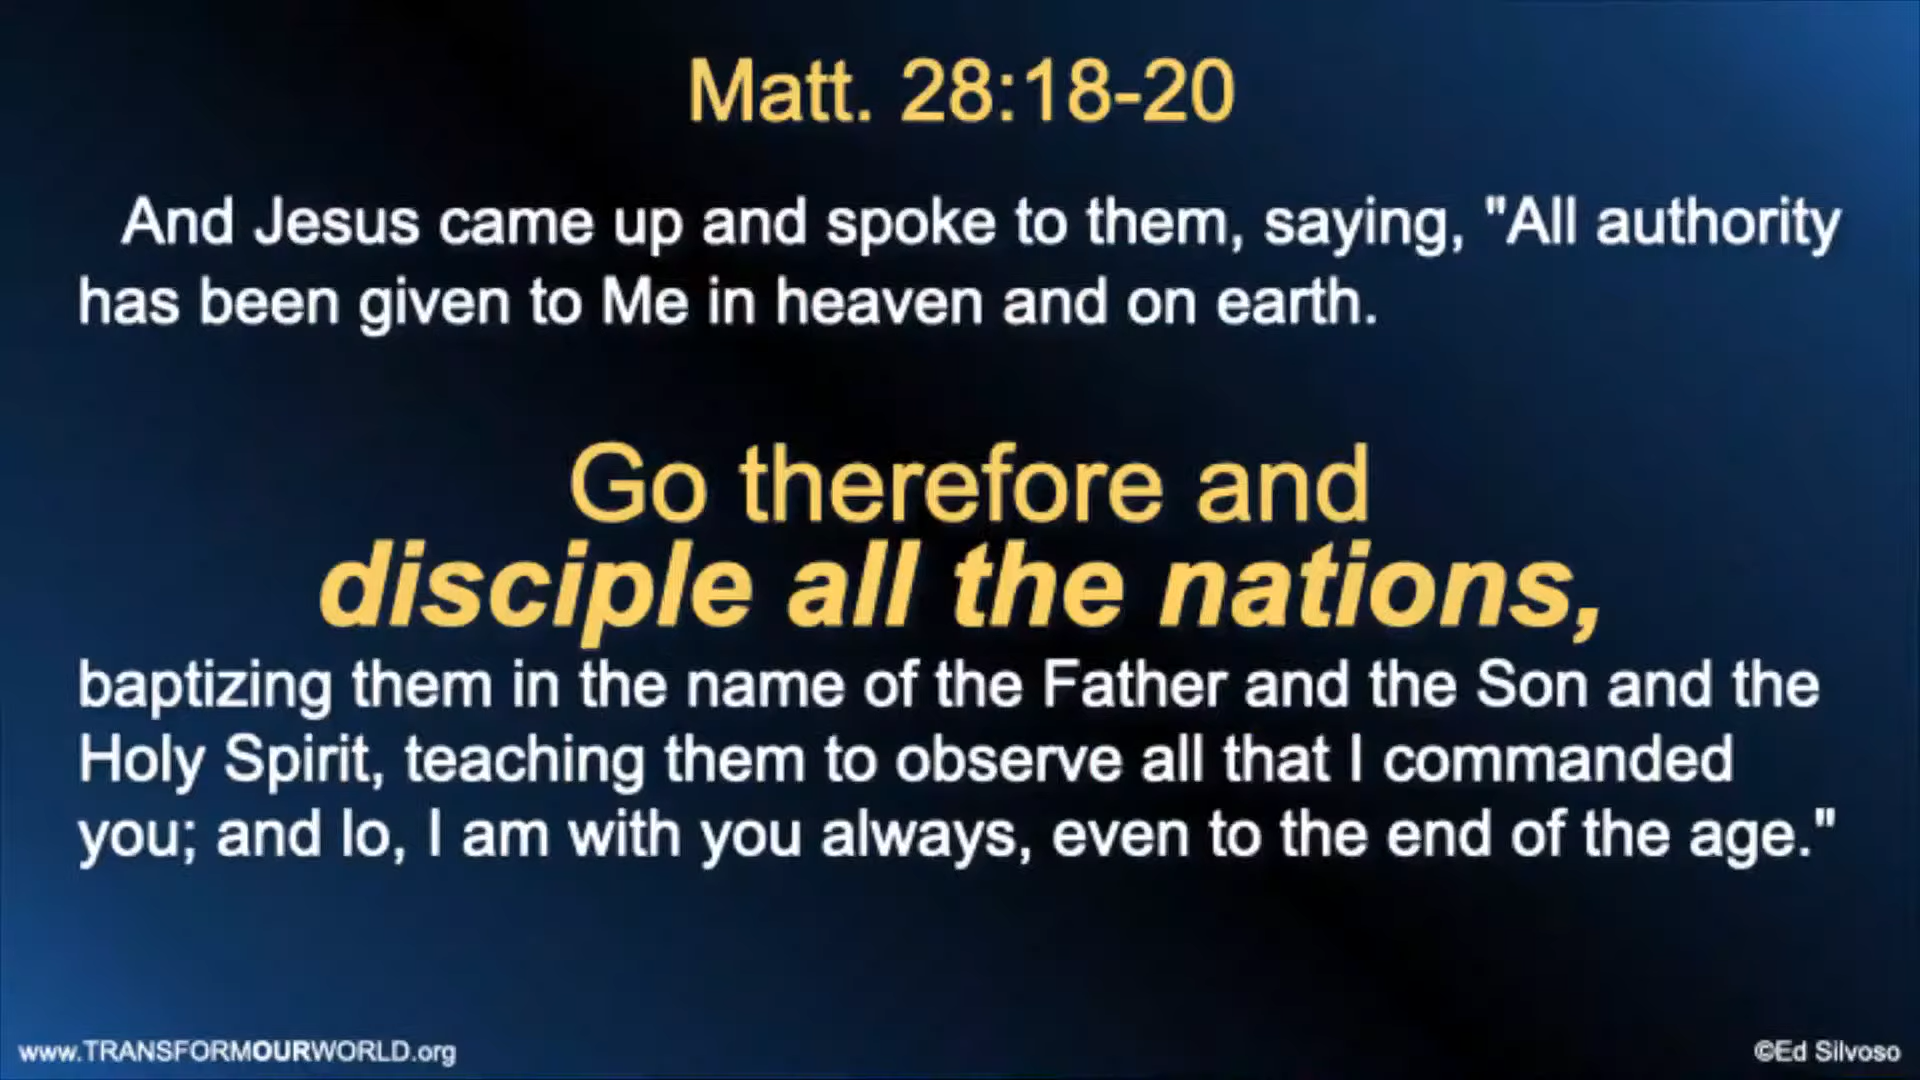 Matt. 28:18-20
And Jesus came up and spoke to them, saying, "All authority
has been given to Me in heaven and on earth.
Go therefore and
disciple all the nations,
baptizing them in the name of the Father and the Son and the
Holy Spirit, teaching them to observe all that I commanded
you; and lo, I am with you always, even to the end of the age."
www.TRANSFORMOURWORLD.org
©Ed Silvoso